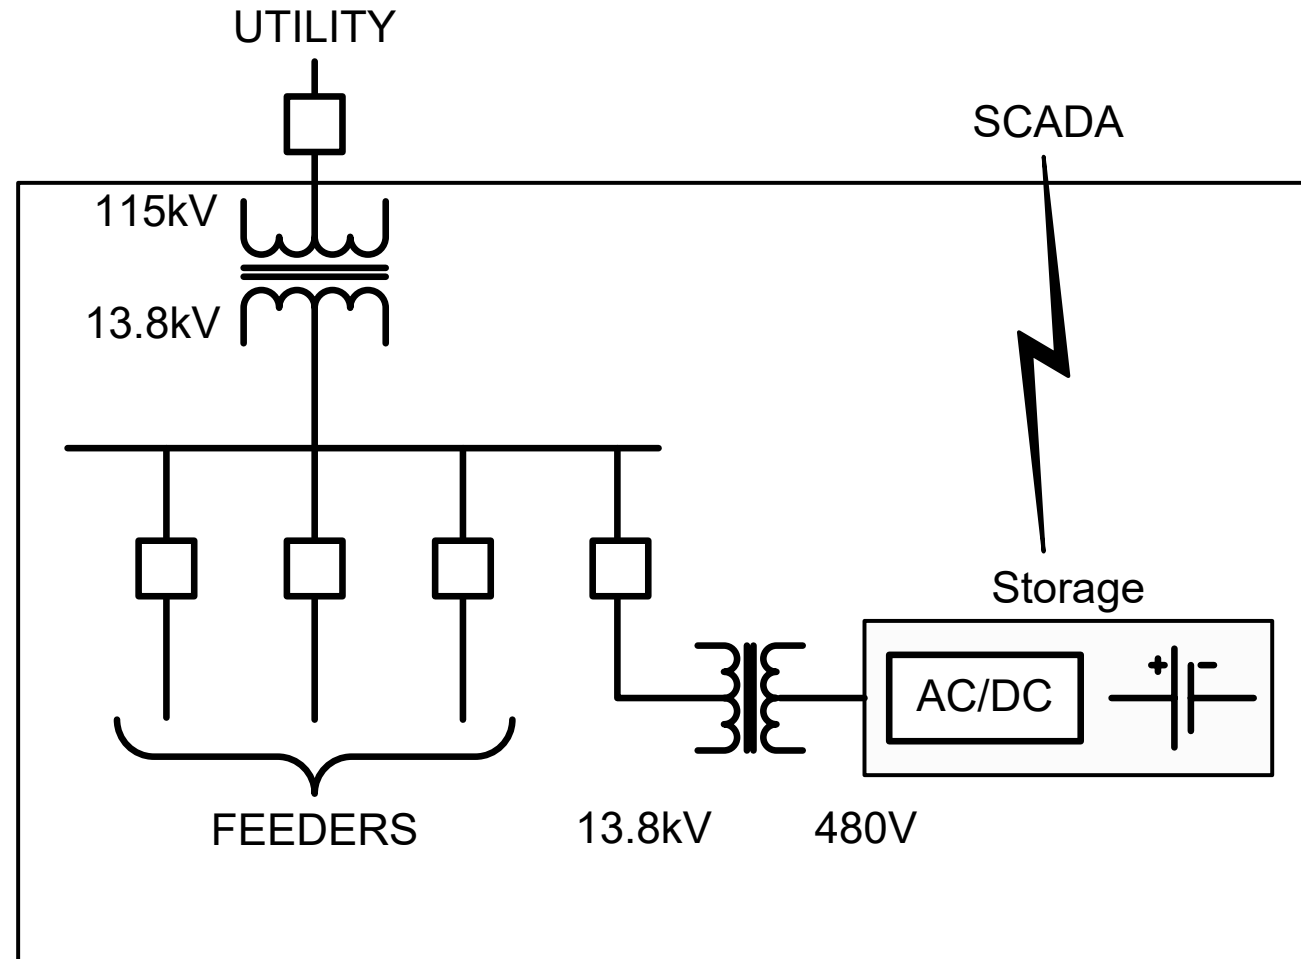 UTILITY
SCADA
115kV
13.8kV
Storage
+ -
AC/DC
FEEDERS
13.8kV
480V